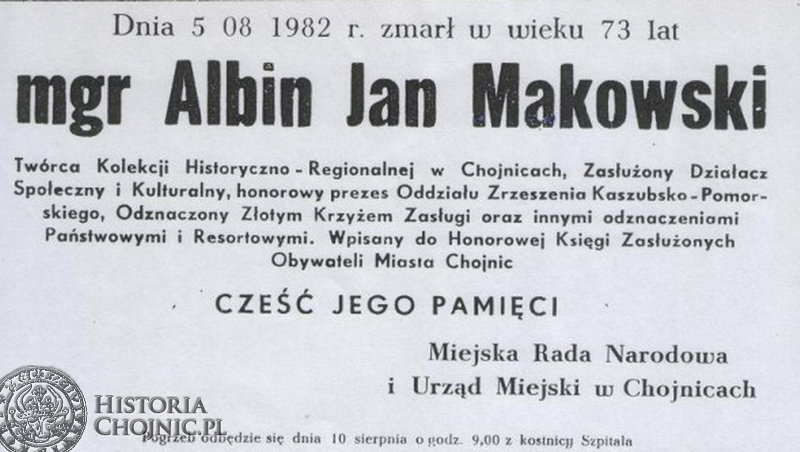 Dnia 5 08 1982 r. zmarł w wieku 73 lat
mgr Albin Jan Makowski
Twórca Kolekcji Historyczno - Regionalnej w Chojnicach, Zasłużony Działacz
Społeczny i Kulturalny, honorowy prezes Oddziału Zrzeszenia Kaszubsko - Pomor-
skiego, Odznaczony Złotym Krzyżem Zasługi oraz innymi odznaczeniami
Państwowymi i Resortowymi. Wpisany do Honorowej Księgi Zasłużonych
Obywateli Miasta Chojnic
CZEŚĆ JEGO PAMIĘCI
Miejska Rada Narodowa
i Urząd Miejski w Chojnicach
HISTORIA
CHOJNIC.PL
Pogrzeb odbędzie się dnia 10 sierpnia o godz. 9,00 z kostnicy Szpitala